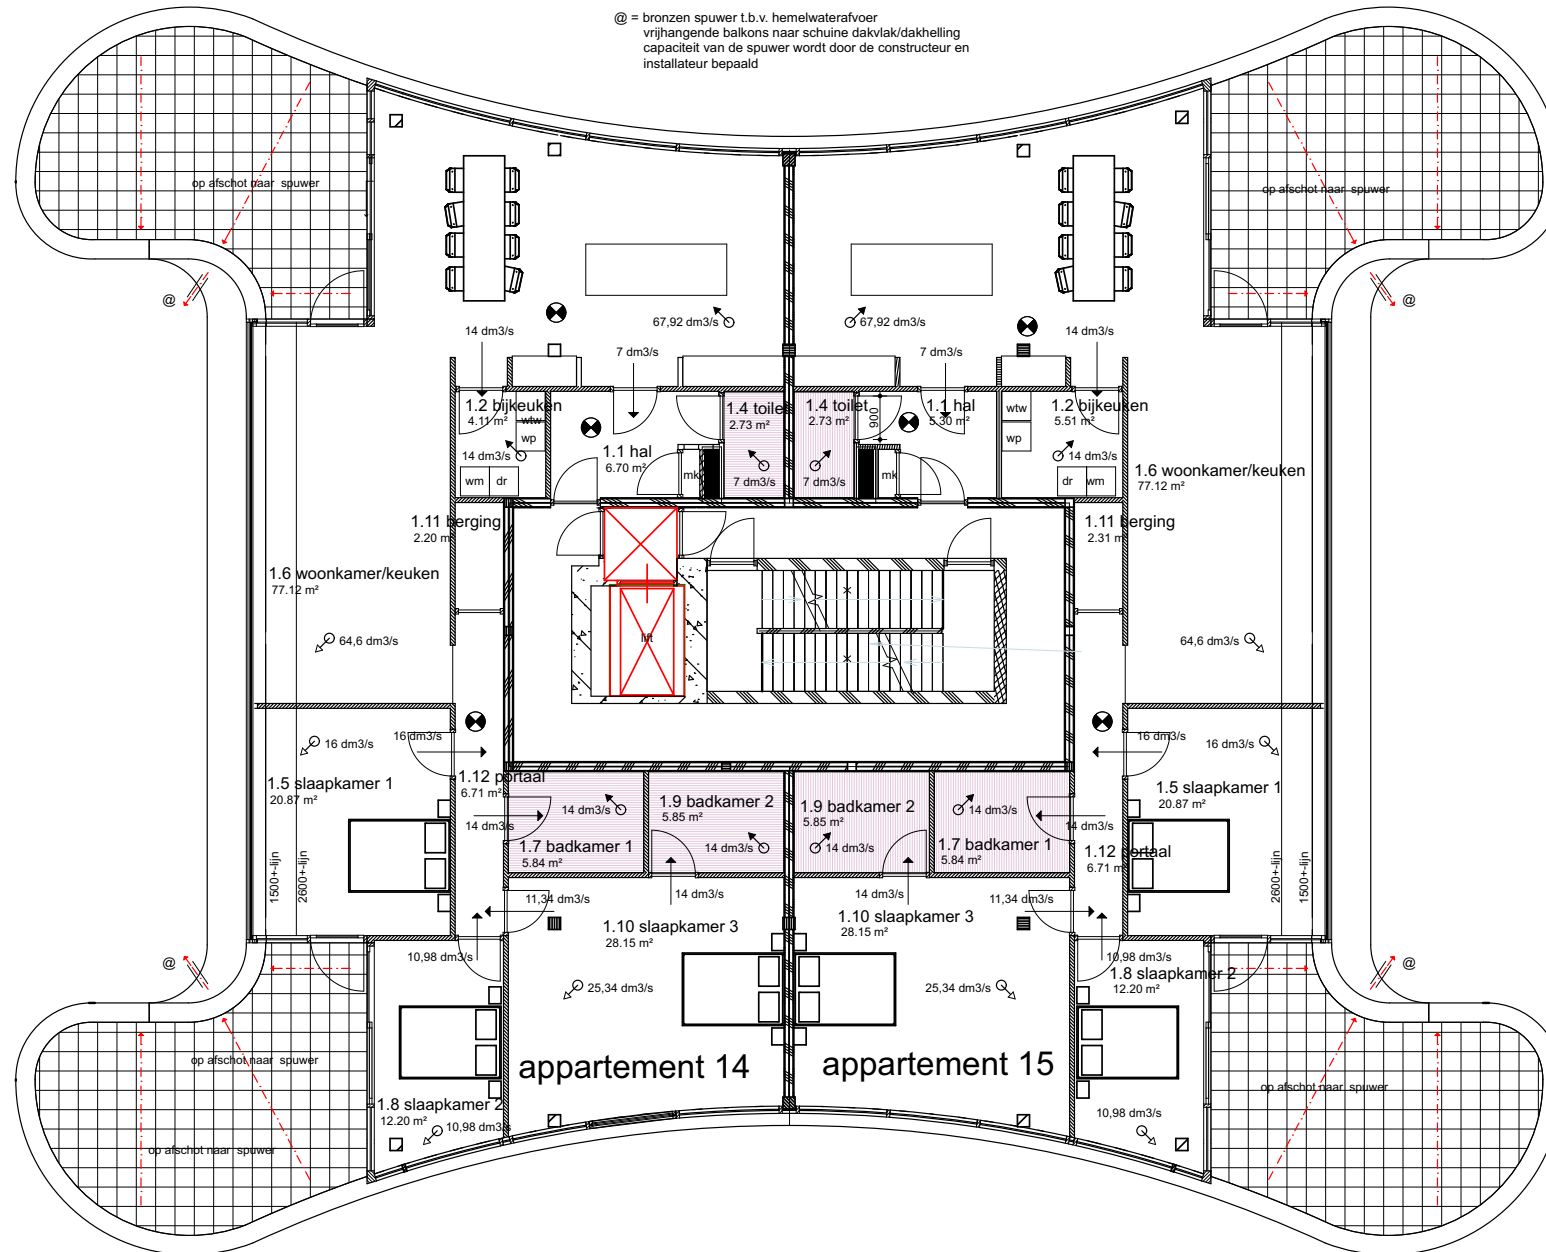 @ = bronzen spuwer t.b.v. hemelwaterafvoer
vrijhangende balkons naar schuine dakvlak/dakhelling
capaciteit van de spuwer wordt door de constructeur en
installateur bepaald
op afschot naar spuwer
op afschot naar spuwer
@
@
67,92 dm3/s
67,92 dm3/s
14 dm3/s
7 dm3/s
7 dm3/s
14 dm3/s
1.2 bijkeuken
4.11 m²
wtw
wp
14 dm3/s
wm
dr
1.1 hal
6.70 m²
mk
1.4 toilet
2.73 m²
7 dm3/s
1.4 toilet
2.73 m²
7 dm3/s
900
mk
1.1 hal
5.30 m²
wtw
wp
1.2 bijkeuken
5.51 m²
14 dm3/s
dr
wm
1.6 woonkamer/keuken
77.12 m²
1.11 berging
2.20 m²
1.11 berging
2.31 m²
1.6 woonkamer/keuken
77.12 m²
64,6 dm3/s
lift
64,6 dm3/s
16 dm3/s
16 dm3/s
16 dm3/s
16 dm3/s
1.5 slaapkamer 1
20.87 m²
1.12 portaal
6.71 m²
14 dm3/s
14 dm3/s
1.7 badkamer 1
5.84 m²
1.9 badkamer 2
5.85 m²
14 dm3/s
1.9 badkamer 2
5.85 m²
14 dm3/s
14 dm3/s
1.7 badkamer 1
5.84 m²
14 dm3/s
1.12 portaal
6.71 m²
1.5 slaapkamer 1
20.87 m²
1500+-lijn
2600+-lijn
2600+-lijn
1500+-lijn
11,34 dm3/s
14 dm3/s
14 dm3/s
11,34 dm3/s
1.10 slaapkamer 3
28.15 m²
1.10 slaapkamer 3
28.15 m²
10,98 dm3/s
10,98 dm3/s
@
@
25,34 dm3/s
25,34 dm3/s
1.8 slaapkamer 2
12.20 m²
op afschot naar spuwer
appartement 14
appartement 15
op afschot naar spuwer
1.8 slaapkamer 2
12.20 m²
10,98 dm3/s
10,98 dm3/s
op afschot naar spuwer